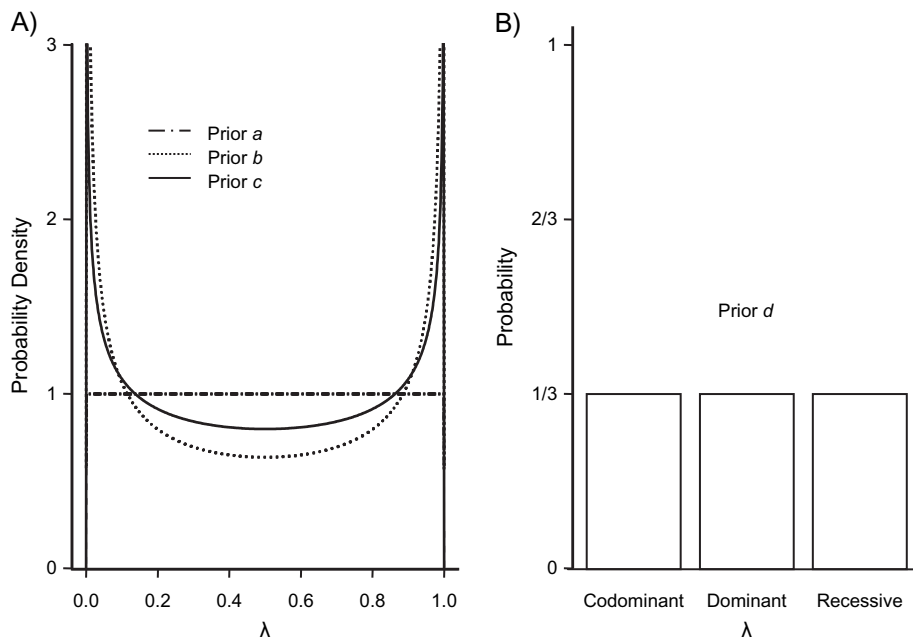 A)
3
2
1
0
Probability Density
Prior a
Prior b
Prior c
0.0 0.2 0.4 0.6 0.8 1.0
λ
B)
1
2/3
1/3
0
Probability
Prior d
Codominant Dominant Recessive
λ